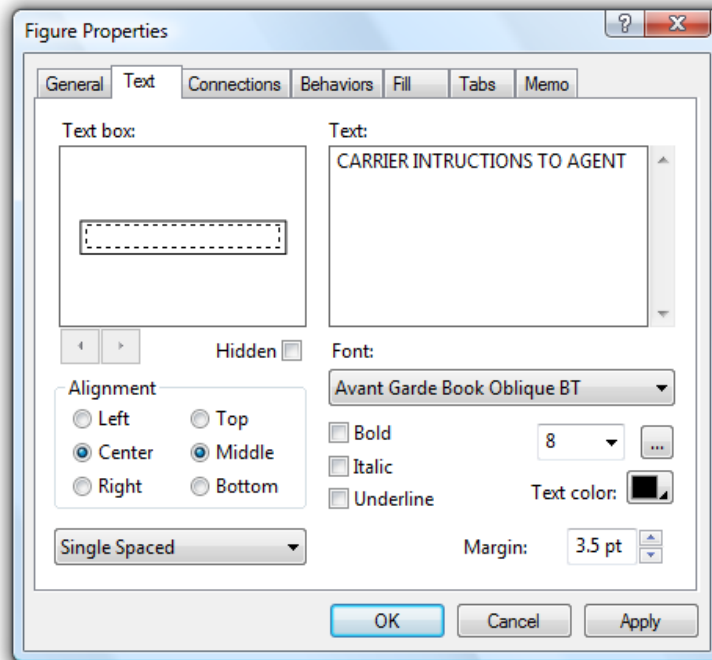 Figure Properties
?
X
General Text Connections Behaviors Fill Tabs Memo
Text box:
Text:
CARRIER INTRUCTIONS TO AGENT
Hidden
Font:
Avant Garde Book Oblique BT
Alignment
Left Top
Center Middle
Right Bottom
Bold
Italic
Underline
8
...
Text color:
Single Spaced
Margin: 3.5 pt
OK Cancel Apply